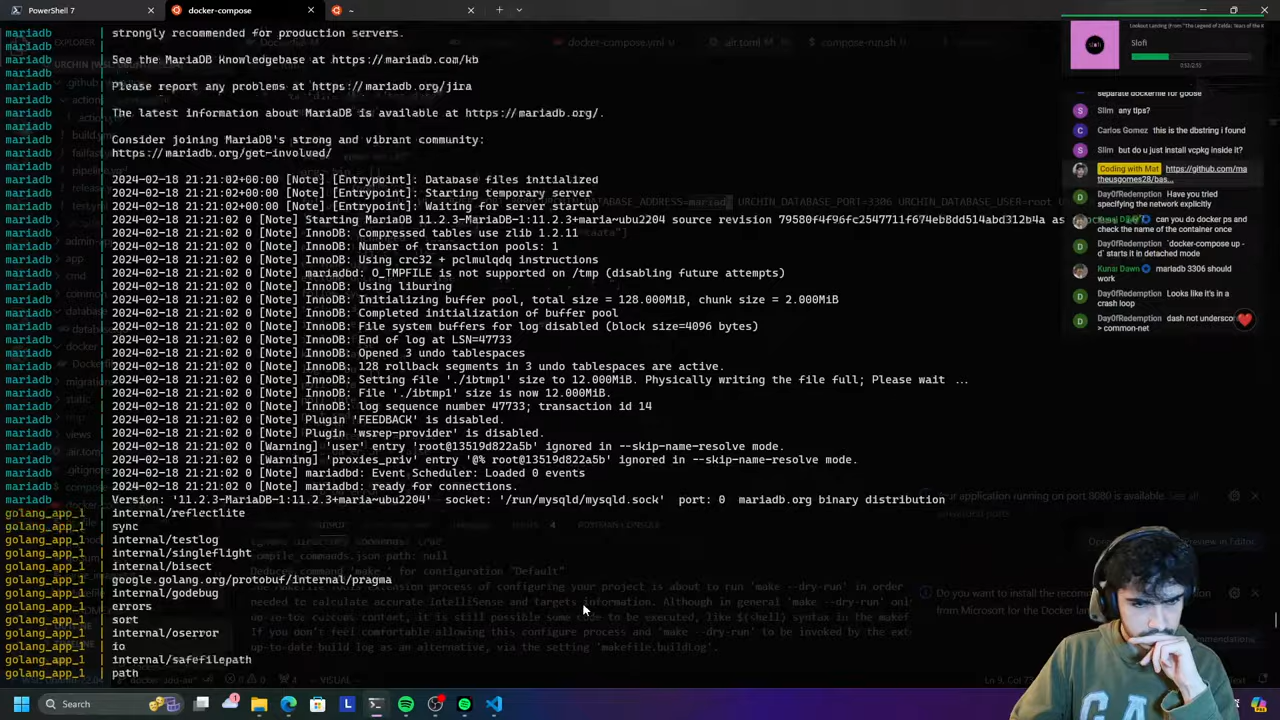 PowerShell 7
docker-compose
mariadb | strongly recommended for production servers.
mariadb |
mariadb | See the MariaDB Knowledgebase at https://mariadb.com/kb
mariadb |
mariadb | Please report any problems at https://mariadb.org/jira
mariadb |
mariadb | The latest information about MariaDB is available at https://mariadb.org/.
mariadb |
mariadb | Consider joining MariaDB's strong and vibrant community:
mariadb | https://mariadb.org/get-involved/
mariadb |
mariadb | 2024-02-18 21:21:02+00:00 [Note] [Entrypoint]: Database files initialized
mariadb | 2024-02-18 21:21:02+00:00 [Note] [Entrypoint]: Starting temporary server
mariadb | 2024-02-18 21:21:02+00:00 [Note] [Entrypoint]: Waiting for server startup
mariadb | 2024-02-18 21:21:02 0 [Note] Starting MariaDB 11.2.3-MariaDB-1:11.2.3+maria~ubu2204 source revision 79580f4f96fc2547711f674eb8dd514abd312b4a as
mariadb | 2024-02-18 21:21:02 0 [Note] InnoDB: Compressed tables use zlib 1.2.11
mariadb | 2024-02-18 21:21:02 0 [Note] InnoDB: Number of transaction pools: 1
mariadb | 2024-02-18 21:21:02 0 [Note] InnoDB: Using crc32 + pclmulqdq instructions
mariadb | 2024-02-18 21:21:02 0 [Note] mariadbd: O_TMPFILE is not supported on /tmp (disabling future attempts)
mariadb | 2024-02-18 21:21:02 0 [Note] InnoDB: Using liburing
mariadb | 2024-02-18 21:21:02 0 [Note] InnoDB: Initializing buffer pool, total size = 128.000MiB, chunk size = 2.000MiB
mariadb | 2024-02-18 21:21:02 0 [Note] InnoDB: Completed initialization of buffer pool
mariadb | 2024-02-18 21:21:02 0 [Note] InnoDB: File system buffers for log disabled (block size=4096 bytes)
mariadb | 2024-02-18 21:21:02 0 [Note] InnoDB: End of log at LSN=47733
mariadb | 2024-02-18 21:21:02 0 [Note] InnoDB: Opened 3 undo tablespaces
mariadb | 2024-02-18 21:21:02 0 [Note] InnoDB: 128 rollback segments in 3 undo tablespaces are active.
mariadb | 2024-02-18 21:21:02 0 [Note] InnoDB: Setting file './ibtmp1' size to 12.000MiB. Physically writing the file full; Please wait ...
mariadb | 2024-02-18 21:21:02 0 [Note] InnoDB: File './ibtmp1' size is now 12.000MiB.
mariadb | 2024-02-18 21:21:02 0 [Note] InnoDB: log sequence number 47733; transaction id 14
mariadb | 2024-02-18 21:21:02 0 [Note] Plugin 'FEEDBACK' is disabled.
mariadb | 2024-02-18 21:21:02 0 [Note] Plugin 'wsrep-provider' is disabled.
mariadb | 2024-02-18 21:21:02 0 [Warning] 'user' entry 'root@13519d822a5b' ignored in --skip-name-resolve mode.
mariadb | 2024-02-18 21:21:02 0 [Warning] 'proxies_priv' entry '@% root@13519d822a5b' ignored in --skip-name-resolve mode.
mariadb | 2024-02-18 21:21:02 0 [Note] mariadbd: Event Scheduler: Loaded 0 events
mariadb | 2024-02-18 21:21:02 0 [Note] mariadbd: ready for connections.
mariadb | Version: '11.2.3-MariaDB-1:11.2.3+maria~ubu2204' socket: '/run/mysqld/mysqld.sock' port: 0 mariadb.org binary distribution
golang_app_1 | internal/reflectlite
golang_app_1 | sync
golang_app_1 | internal/testlog
golang_app_1 | internal/singleflight
golang_app_1 | internal/bisect
golang_app_1 | google.golang.org/protobuf/internal/pragma
golang_app_1 | internal/godebug
golang_app_1 | errors
golang_app_1 | sort
golang_app_1 | internal/oserror
golang_app_1 | io
golang_app_1 | internal/safefilepath
golang_app_1 | path
Slofi
separate dockerfile for goose
Slim any tips?
Carlos Gomez this is the dbstring i found
Slim but do u just install vcpkg inside it?
Coding with Mat https://github.com/ma
theusgomes28/bas...
DayOfRedemption Have you tried
specifying the network explicitly
Kunai Dawn can you do docker ps and
check the name of the container once
DayOfRedemption `docker-compose up -
d` starts it in detached mode
Kunai Dawn mariadb 3306 should
work
DayOfRedemption Looks like it's in a
crash loop
DayOfRedemption dash not undersco
> common-net
Search